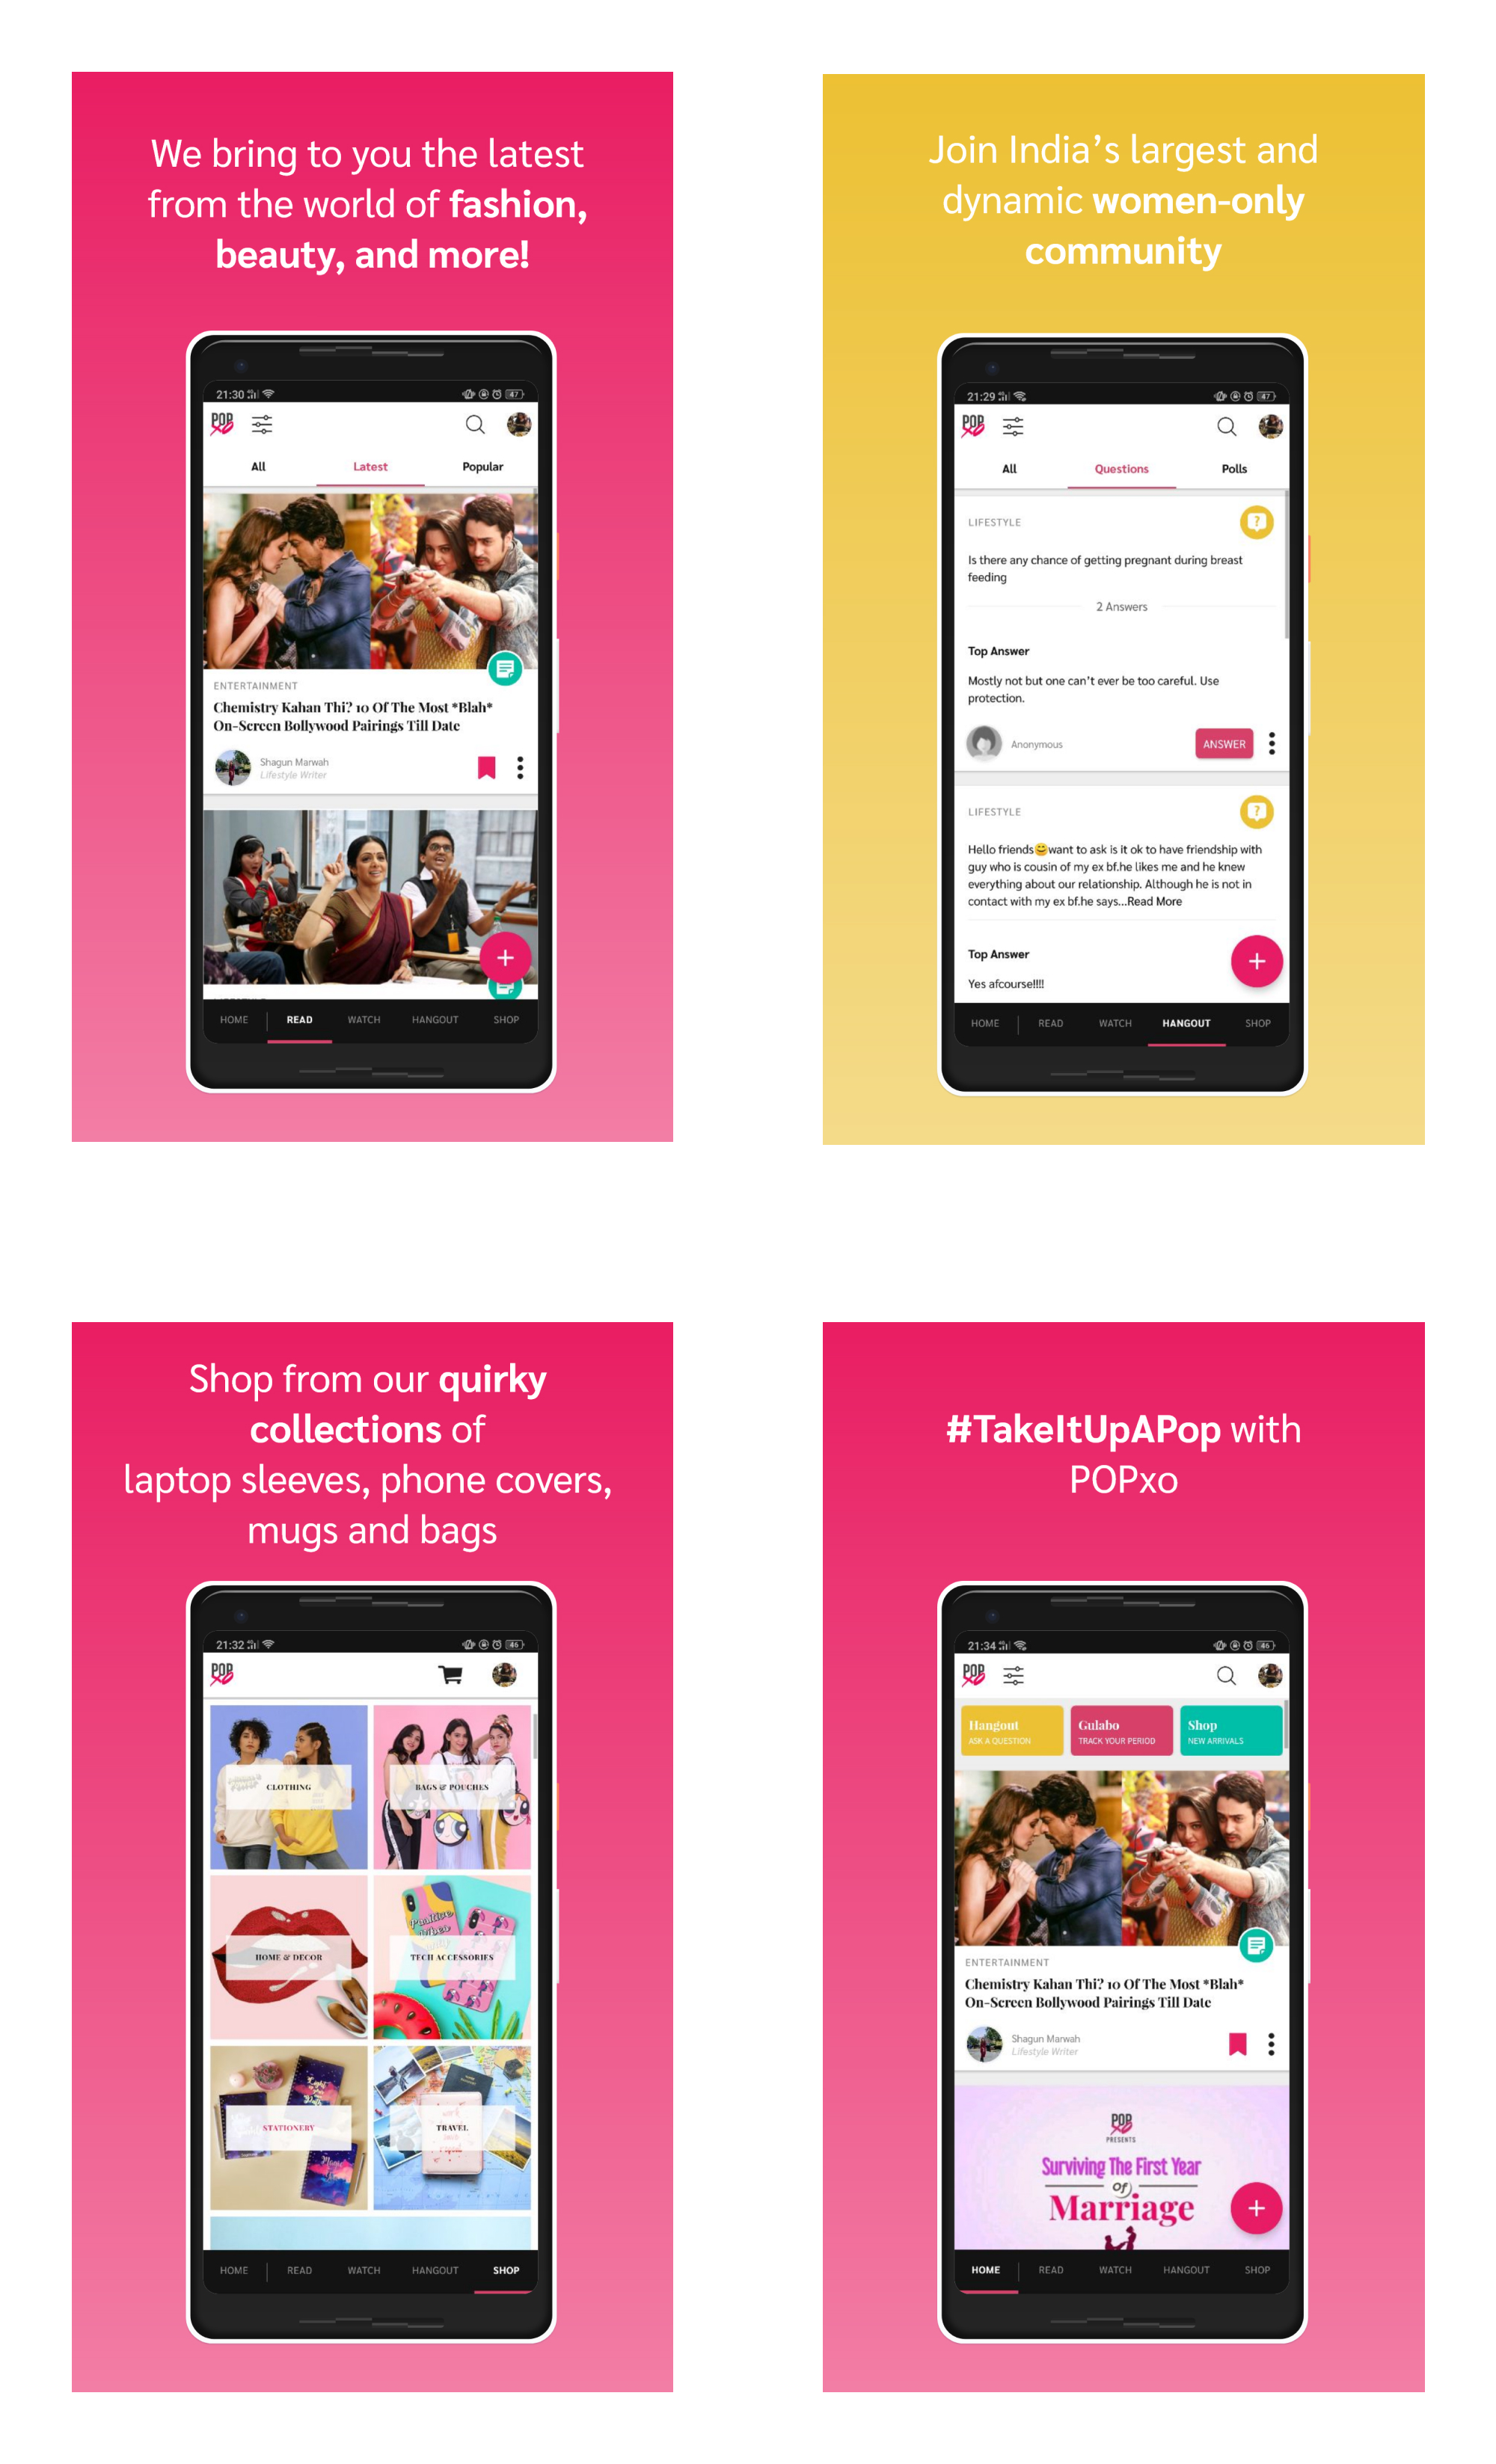 We bring to you the latest
from the world of fashion,
beauty, and more!
21:30
47
POP
All
Latest
Popular
ENTERTAINMENT
Chemistry Kahan Thi? 10 Of The Most *Blah*
On-Screen Bollywood Pairings Till Date
Shagun Marwah
Lifestyle Writer
HOME
READ
WATCH
HANGOUT
SHOP
Join India's largest and
dynamic women-only
community
21:29
47
POP
All
Questions
Polls
LIFESTYLE
Is there any chance of getting pregnant during breast
feeding
2 Answers
Top Answer
Mostly not but one can't ever be too careful. Use
protection.
Anonymous
ANSWER
LIFESTYLE
Hello friends😊want to ask is it ok to have friendship with
guy who is cousin of my ex bf.he likes me and he knew
everything about our relationship. Although he is not in
contact with my ex bf.he says...Read More
Top Answer
Yes afcourse!!!!
HOME
READ
WATCH
HANGOUT
SHOP
Shop from our quirky
collections of
laptop sleeves, phone covers,
mugs and bags
21:32
46
POP
CLOTHING
BAGS & POUCHES
HOME & DECOR
Positive
TECH ACCESSORIES
STATIONERY
TRAVEL
HOME
READ
WATCH
HANGOUT
SHOP
#TakeItUpAPop with
POPxo
21:34
46
POP
Hangout
ASK A QUESTION
Gulabo
TRACK YOUR PERIOD
Shop
NEW ARRIVALS
ENTERTAINMENT
Chemistry Kahan Thi? 10 Of The Most *Blah*
On-Screen Bollywood Pairings Till Date
Shagun Marwah
Lifestyle Writer
POP
PRESENTS
Surviving The First Year
of
Marriage
HOME
READ
WATCH
HANGOUT
SHOP